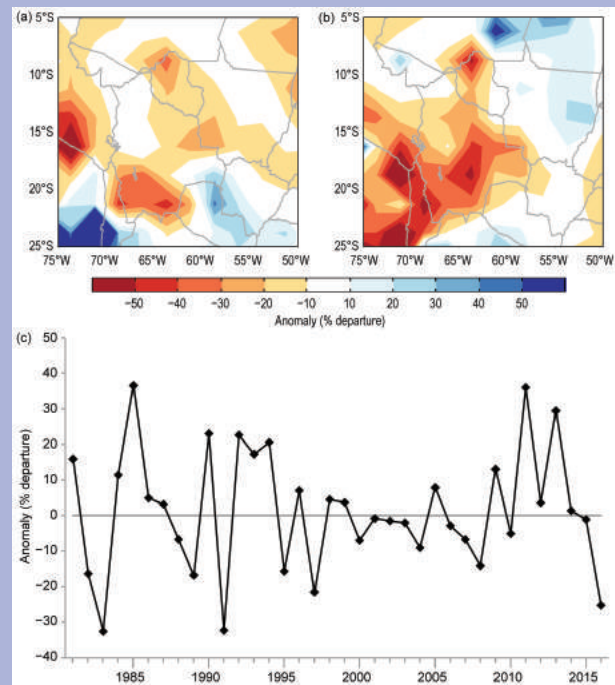 (a) 5°S 10°S 15°S 20°S 25°S
75°W 70°W 65°W 60°W 55°W 50°W
(b) 5°S 10°S 15°S 20°S 25°S
75°W 70°W 65°W 60°W 55°W 50°W
−50 −40 −30 −20 −10 10 20 30 40 50
Anomaly (% departure)
(c)
Anomaly (% departure)
50
40
30
20
10
0
−10
−20
−30
−40
1985 1990 1995 2000 2005 2010 2015